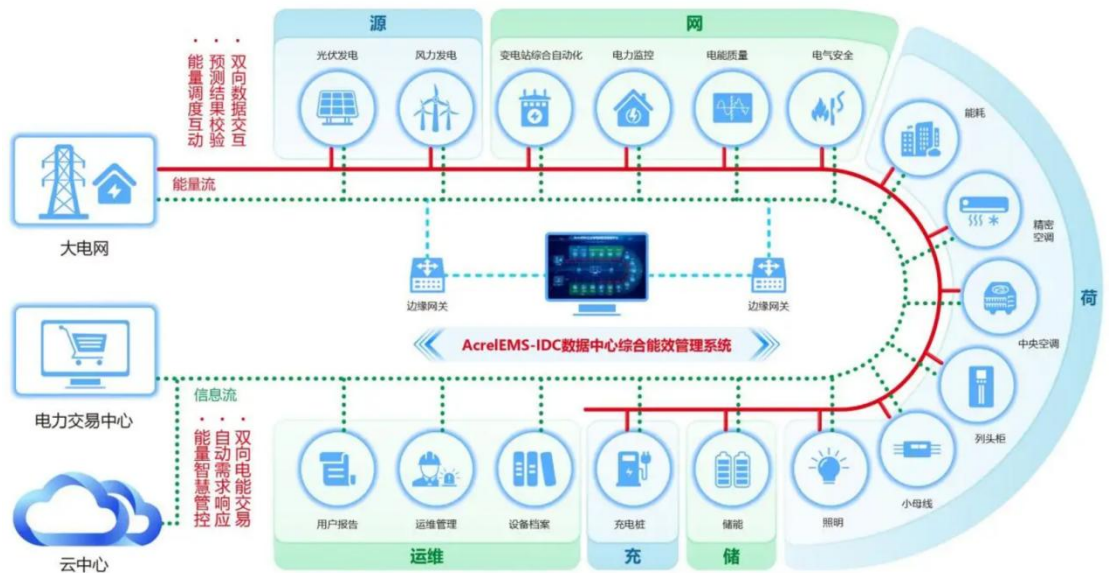 源
网
光伏发电
风力发电
变电站综合自动化
电力监控
电能质量
电气安全
双向数据交互
预测结果校验
能量调度互动
能耗
精密
空调
中央空调
列头柜
小母线
荷
能量流
大电网
边缘网关
边缘网关
AcrelEMS-IDC数据中心综合能效管理系统
电力交易中心
信息流
双向电能交易
自动需求响应
能量智慧管控
云中心
用户报告
运维管理
设备档案
充电桩
储能
照明
运维
充
储